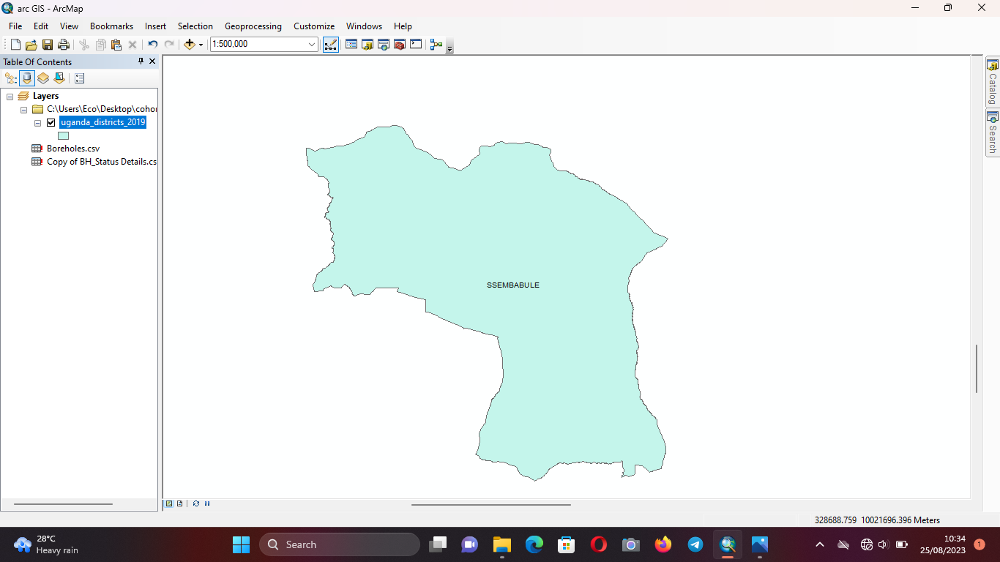 arc GIS - ArcMap
File Edit View Bookmarks Insert Selection Geoprocessing Customize Windows Help
1:500,000
Table Of Contents
Layers
C:\Users\Eco\Desktop\cohor
uganda_districts_2019
Boreholes.csv
Copy of BH_Status Details.cs
SSEMBABULE
Catalog
Search
328688.759 10021696.396 Meters
28°C
Heavy rain
Search
10:34
25/08/2023
1